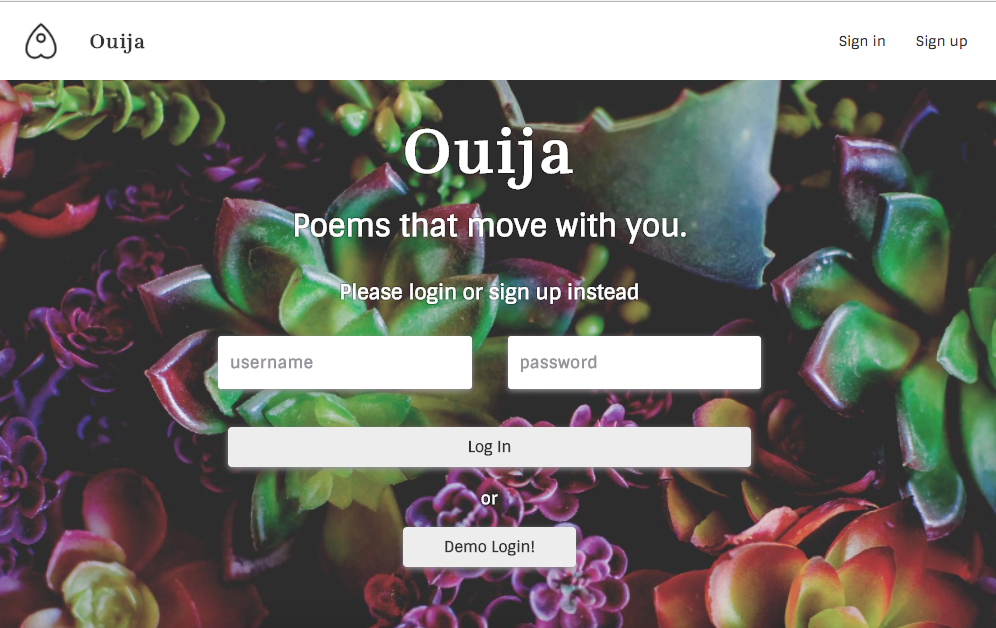 Ouija
Sign in Sign up
Ouija
Poems that move with you.
Please login or sign up instead
username password
Log In
or
Demo Login!